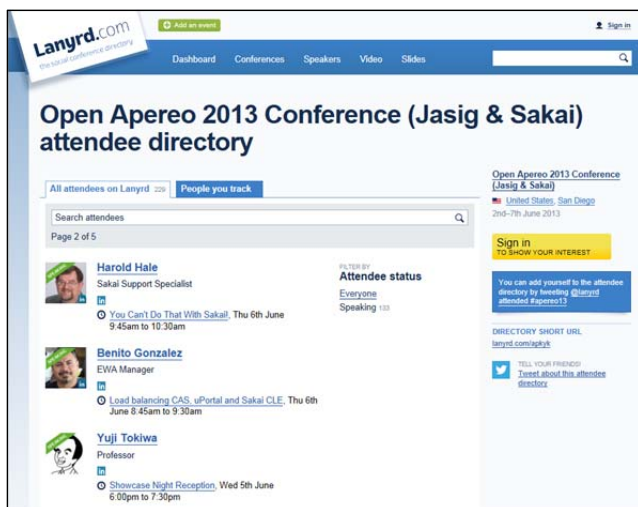 Lanyrd.com
the social conference directory
Add an event
Sign in
Dashboard Conferences Speakers Video Slides
Open Apereo 2013 Conference (Jasig & Sakai)
attendee directory
All attendees on Lanyrd 229
People you track
Search attendees
Page 2 of 5
Harold Hale
Sakai Support Specialist
in
You Can't Do That With Sakai!, Thu 6th June
9:45am to 10:30am
Benito Gonzalez
EWA Manager
in
Load balancing CAS, uPortal and Sakai CLE, Thu 6th
June 8:45am to 9:30am
Yuji Tokiwa
Professor
in
Showcase Night Reception, Wed 5th June
6:00pm to 7:30pm
FILTER BY
Attendee status
Everyone
Speaking 133
Open Apereo 2013 Conference
(Jasig & Sakai)
United States, San Diego
2nd–7th June 2013
Sign in
TO SHOW YOUR INTEREST
You can add yourself to the attendee
directory by tweeting @lanyrd
attended #apereo13
DIRECTORY SHORT URL
lanyrd.com/apkyk
TELL YOUR FRIENDS!
Tweet about this attendee
directory